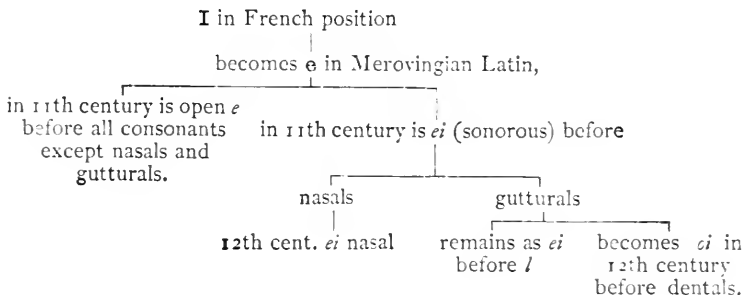 I in French position
becomes e in Merovingian Latin,
in 11th century is open e
before all consonants
except nasals and
gutturals.
in 11th century is ei (sonorous) before
nasals
gutturals
12th cent. ei nasal
remains as ei
before l
becomes oi in
12th century
before dentals.